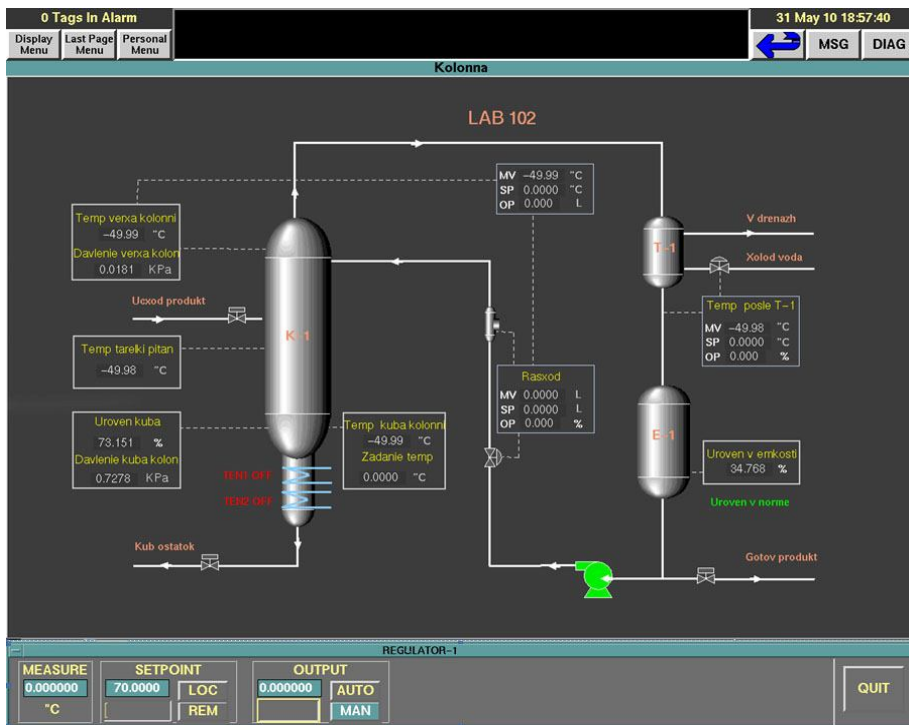 0 Tags In Alarm
31 May 10 18:57:40
Display Menu
Last Page Menu
Personal Menu
MSG
DIAG
Kolonna
LAB 102
MV -49.99 °C
SP 0.0000 °C
OP 0.000 L
Temp verxa kolonni
-49.99 °C
Davlenie verxa kolon
0.0181 KPa
T-1
V drenazh
Xolod voda
Ucxod produkt
K-1
Temp posle T-1
MV -49.98 °C
SP 0.0000 °C
OP 0.000 %
Temp tarelki pitan
-49.98 °C
Rasxod
MV 0.0000 L
SP 0.0000 L
OP 0.000 %
Uroven kuba
73.151 %
Davlenie kuba kolon
0.7278 KPa
Temp kuba kolonni
-49.99 °C
Zadanie temp
0.0000 °C
E-1
Uroven v emkosti
34.768 %
TEN1 OFF
TEN2 OFF
Uroven v norme
Kub ostatok
Gotov produkt
REGULATOR-1
MEASURE
0.000000
°C
SETPOINT
70.0000
LOC
REM
OUTPUT
0.000000
AUTO
MAN
QUIT